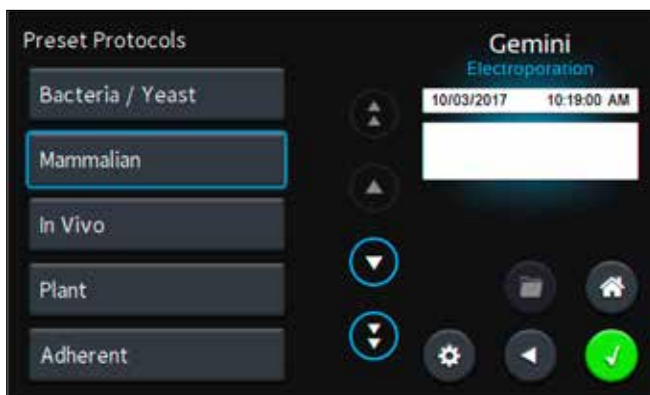 Preset Protocols
Bacteria / Yeast
Mammalian
In Vivo
Plant
Adherent
Gemini
Electroporation
10/03/2017 10:19:00 AM